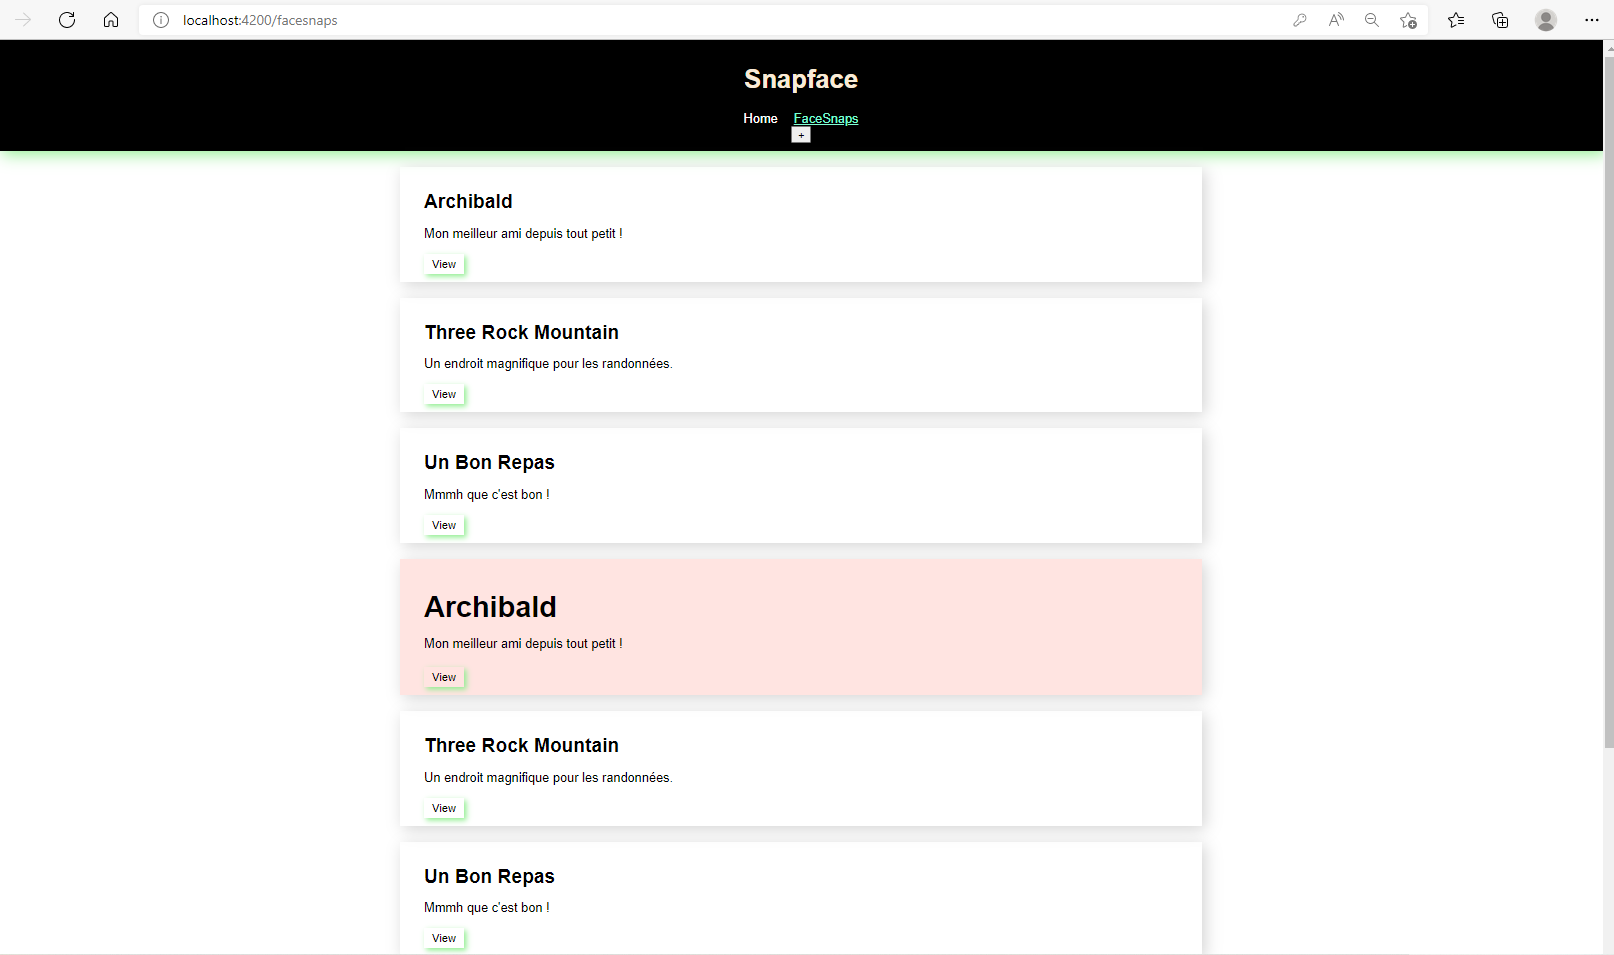 localhost:4200/facesnaps
Snapface
Home FaceSnaps
+
Archibald
Mon meilleur ami depuis tout petit !
View
Three Rock Mountain
Un endroit magnifique pour les randonnées.
View
Un Bon Repas
Mmmh que c'est bon !
View
Archibald
Mon meilleur ami depuis tout petit !
View
Three Rock Mountain
Un endroit magnifique pour les randonnées.
View
Un Bon Repas
Mmmh que c'est bon !
View